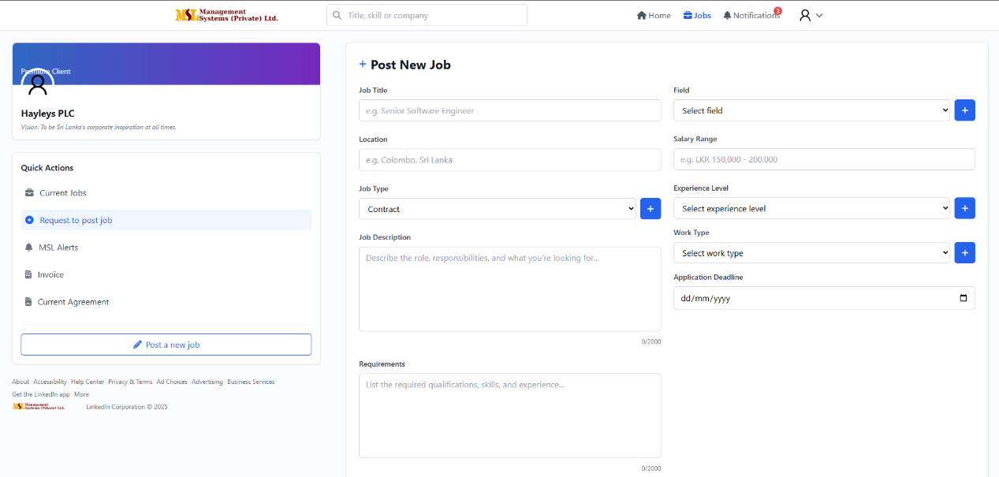 MSL Management
Systems (Private) Ltd.
Title, skill or company
Home
Jobs
Notifications
3
Premium Client
Hayleys PLC
Vision: To be Sri Lanka's corporate inspiration at all times.
Quick Actions
Current Jobs
Request to post job
MSL Alerts
Invoice
Current Agreement
Post a new job
About Accessibility Help Center Privacy & Terms Ad Choices Advertising Business Services
Get the LinkedIn app More
MSL Management
Systems (Private) Ltd.
LinkedIn Corporation © 2025
+ Post New Job
Job Title
e.g. Senior Software Engineer
Field
Select field
+
Location
e.g. Colombo, Sri Lanka
Salary Range
e.g. LKR 150,000 - 200,000
Job Type
Contract
+
Experience Level
Select experience level
+
Job Description
Describe the role, responsibilities, and what you're looking for...
0/2000
Work Type
Select work type
+
Application Deadline
dd/mm/yyyy
Requirements
List the required qualifications, skills, and experience...
0/2000